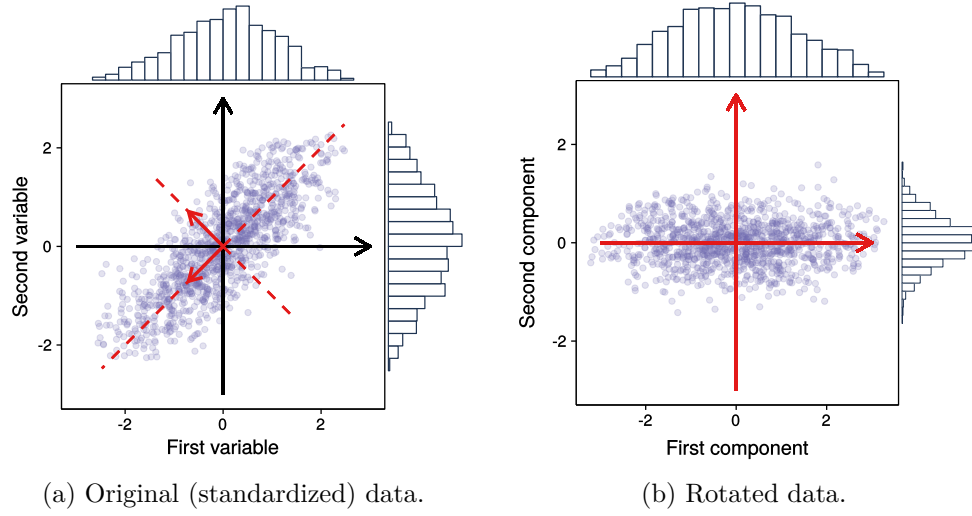 Second variable
2
0
-2
-2
0
2
First variable
(a) Original (standardized) data.
Second component
2
0
-2
-2
0
2
First component
(b) Rotated data.